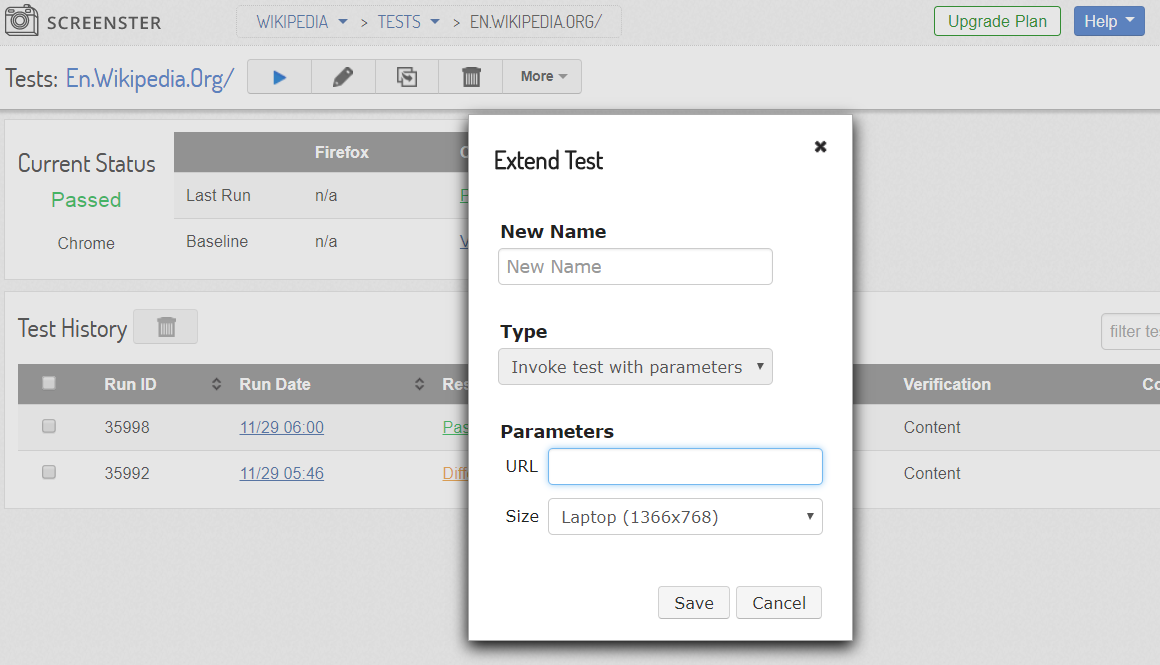 SCREENSTER
WIKIPEDIA > TESTS > EN.WIKIPEDIA.ORG/
Upgrade Plan
Help
Tests: En.Wikipedia.Org/
More
Current Status
Passed
Chrome
Firefox
Last Run n/a
Baseline n/a
Test History
filter te
Run ID Run Date Res Verification Co
35998 11/29 06:00 Pas Content
35992 11/29 05:46 Diff Content
Extend Test
New Name
New Name
Type
Invoke test with parameters
Parameters
URL
Size Laptop (1366x768)
Save Cancel